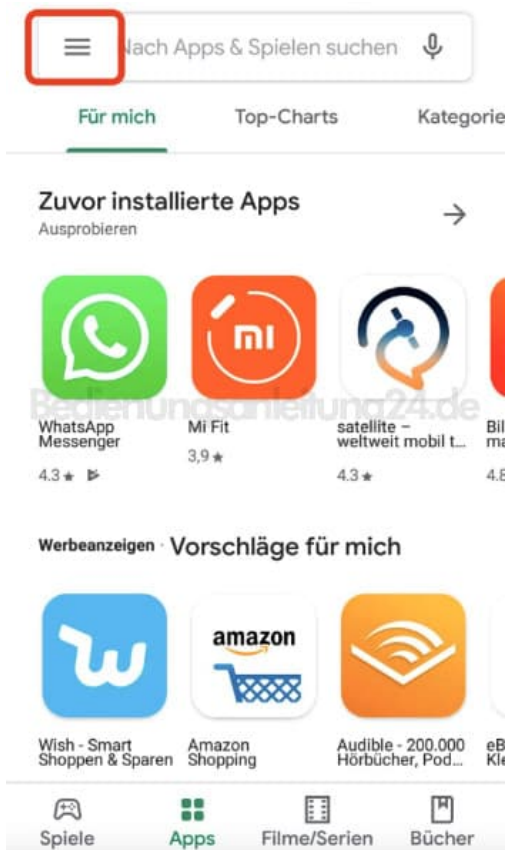 Nach Apps & Spielen suchen
Für mich Top-Charts Kategorie
Zuvor installierte Apps
Ausprobieren
mi
Bedienungsanleitung24.de
WhatsApp Messenger
Mi Fit
satellite –
weltweit mobil t...
4.3 ★
3,9 ★
4.3 ★
4.8
Werbeanzeigen · Vorschläge für mich
amazon
Wish - Smart
Shoppen & Sparen
Amazon
Shopping
Audible - 200.000
Hörbücher, Pod...
Spiele Apps Filme/Serien Bücher